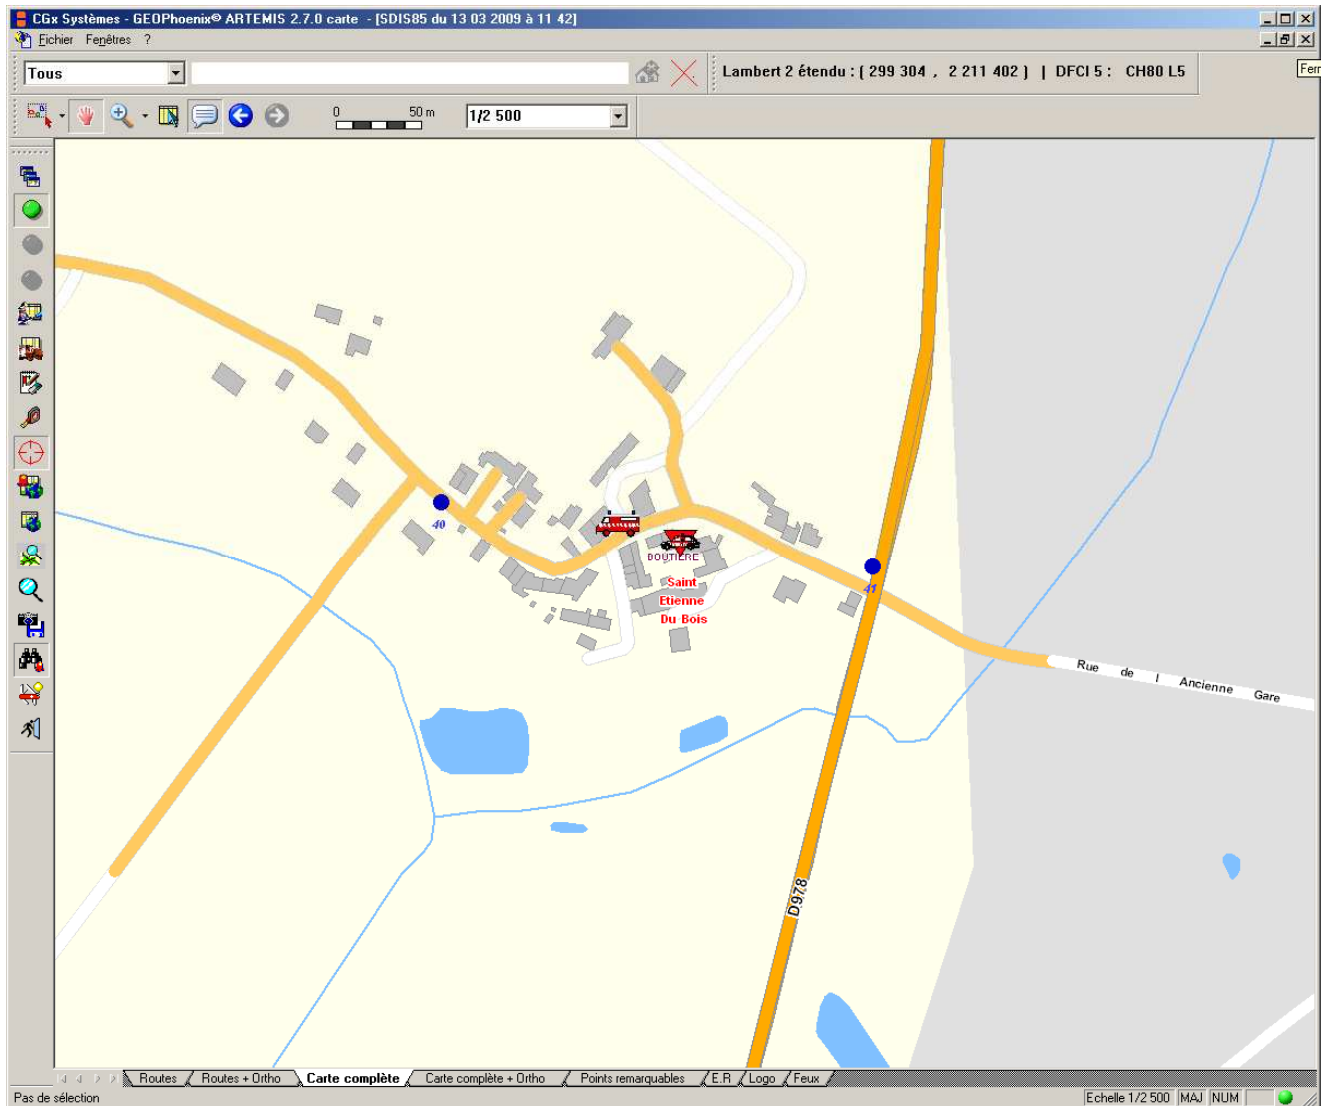 CGx Systèmes - GEOPhoenix® ARTEMIS 2.7.0 carte - [SDIS85 du 13 03 2009 à 11 42]
Fichier Fenêtres ?
Tous
Lambert 2 étendu : ( 299 304 , 2 211 402 ) | DFCI 5 : CH80 L5
Ferr
0 50 m
1/2 500
40
DOUTIERE
Saint
Etienne
Du Bois
41
Rue de l Ancienne Gare
D978
Routes Routes + Ortho Carte complète Carte complète + Ortho Points remarquables E.R Logo Feux
Pas de sélection
Echelle 1/2 500 MAJ NUM